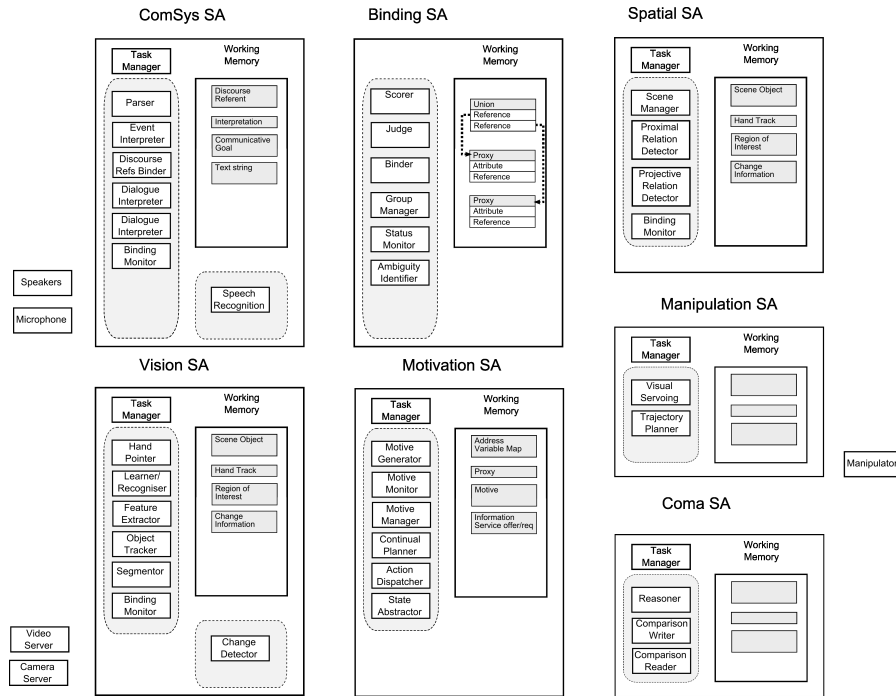 ComSys SA
Task
Manager
Working
Memory
Parser
Event
Interpreter
Discourse
Refs Binder
Dialogue
Interpreter
Dialogue
Interpreter
Binding
Monitor
Discourse
Referent
Interpretation
Communicative
Goal
Text string
Speech
Recognition
Speakers
Microphone
Binding SA
Working
Memory
Scorer
Judge
Binder
Group
Manager
Status
Monitor
Ambiguity
Identifier
Union
Reference
Reference
Proxy
Attribute
Reference
Proxy
Attribute
Reference
Spatial SA
Task
Manager
Working
Memory
Scene
Manager
Proximal
Relation
Detector
Projective
Relation
Detector
Binding
Monitor
Scene Object
Hand Track
Region of
Interest
Change
Information
Manipulation SA
Task
Manager
Working
Memory
Visual
Servoing
Trajectory
Planner
Manipulator
Vision SA
Task
Manager
Working
Memory
Hand
Pointer
Learner/
Recogniser
Feature
Extractor
Object
Tracker
Segmentor
Binding
Monitor
Scene Object
Hand Track
Region of
Interest
Change
Information
Change
Detector
Video
Server
Camera
Server
Motivation SA
Task
Manager
Working
Memory
Motive
Generator
Motive
Monitor
Motive
Manager
Continual
Planner
Action
Dispatcher
State
Abstractor
Address
Variable Map
Proxy
Motive
Information
Service offer/req
Coma SA
Task
Manager
Working
Memory
Reasoner
Comparison
Writer
Comparison
Reader